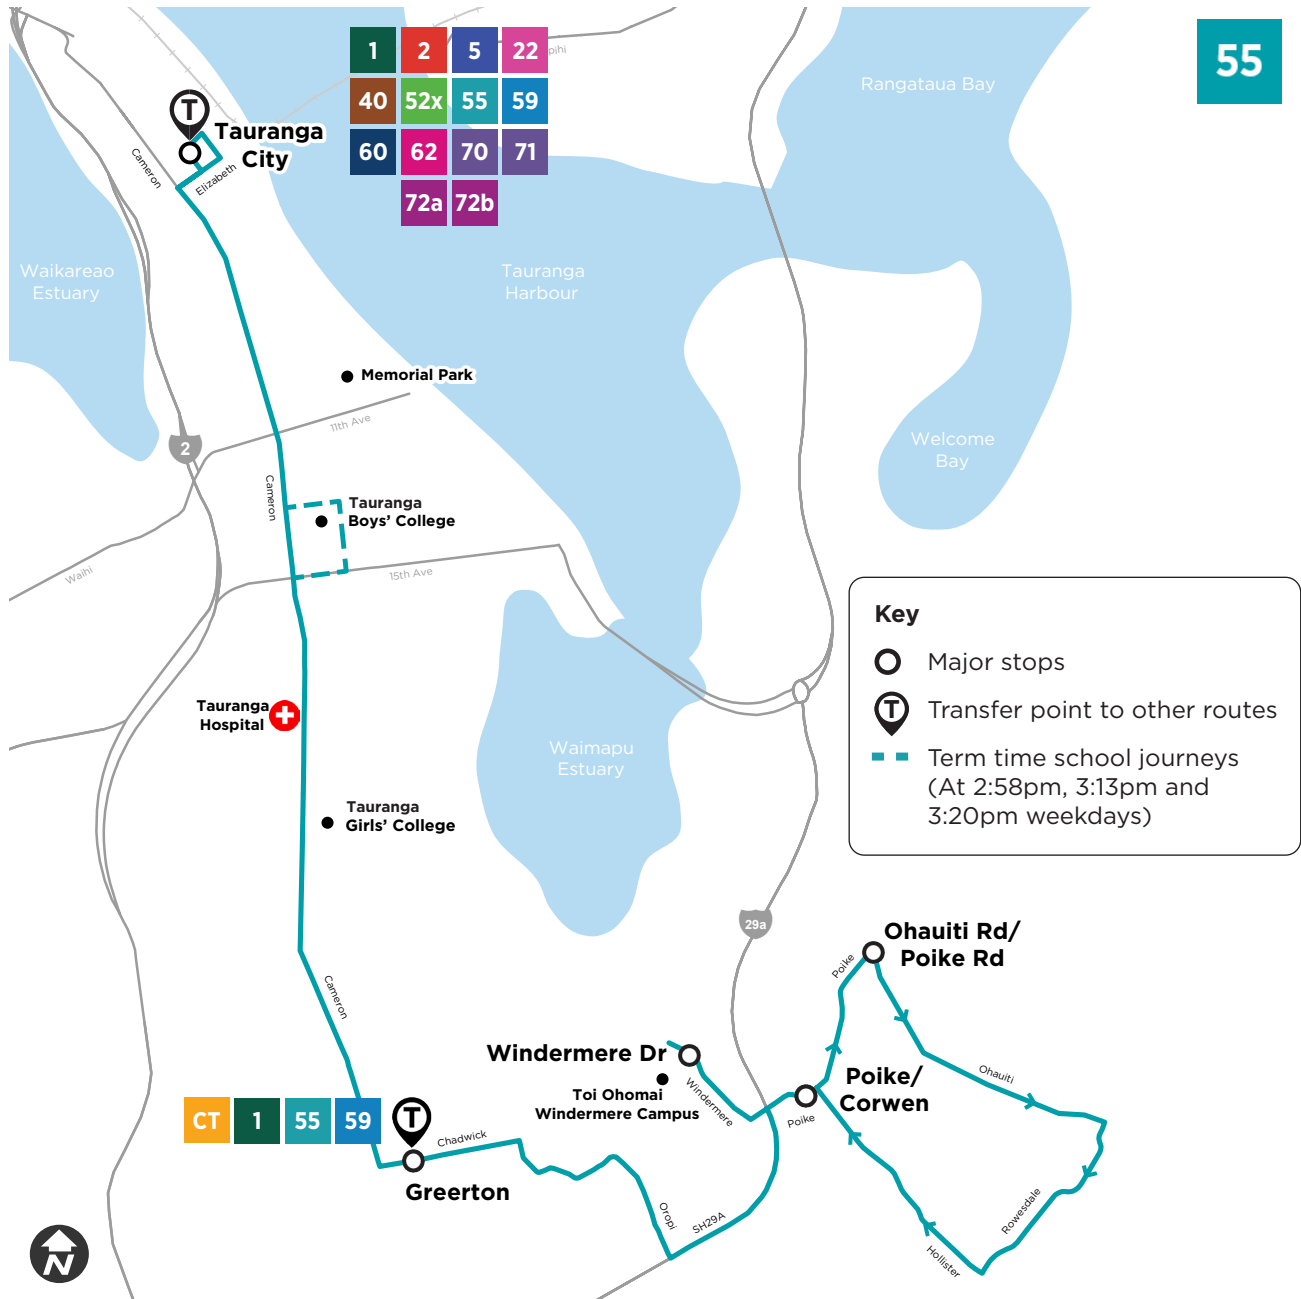 55
1
2
5
22
40
52x
55
59
60
62
70
71
72a
72b
pihi
Rangataua Bay
T
Tauranga
City
Cameron
Elizabeth
Waikareao
Estuary
Tauranga
Harbour
Memorial Park
11th Ave
2
Welcome
Bay
Cameron
Tauranga
Boys' College
15th Ave
Waihi
Key
Major stops
T
Transfer point to other routes
Term time school journeys
(At 2:58pm, 3:13pm and
3:20pm weekdays)
Tauranga
Hospital
Waimapu
Estuary
Tauranga
Girls' College
29a
Ohauiti Rd/
Poike Rd
Poike
Cameron
Windermere Dr
Toi Ohomai
Windermere Campus
Windermere
Poike/
Corwen
Poike
Ohauiti
CT
1
55
59
T
Chadwick
Greerton
Oropi
SH29A
Rowesdale
Hollister
N